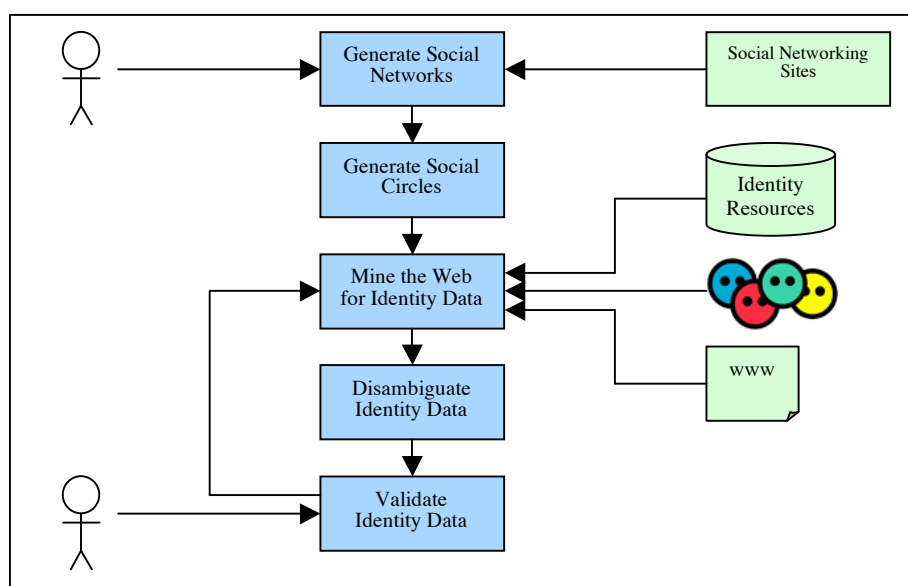 Generate Social
Networks
Social Networking
Sites
Generate Social
Circles
Identity
Resources
Mine the Web
for Identity Data
www
Disambiguate
Identity Data
Validate
Identity Data